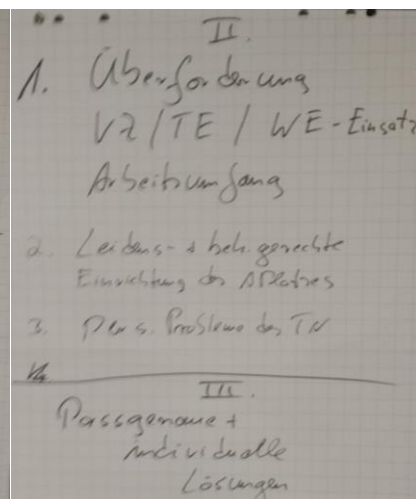 II.
1. Überforderung
VZ / TE / WE-Einsatz
Arbeitsumfang
2. Leidens- + beh. gerechte
Einrichtung des APlatzes
3. Pers. Probleme des TN
III.
Passgenaue +
individuelle
Lösungen